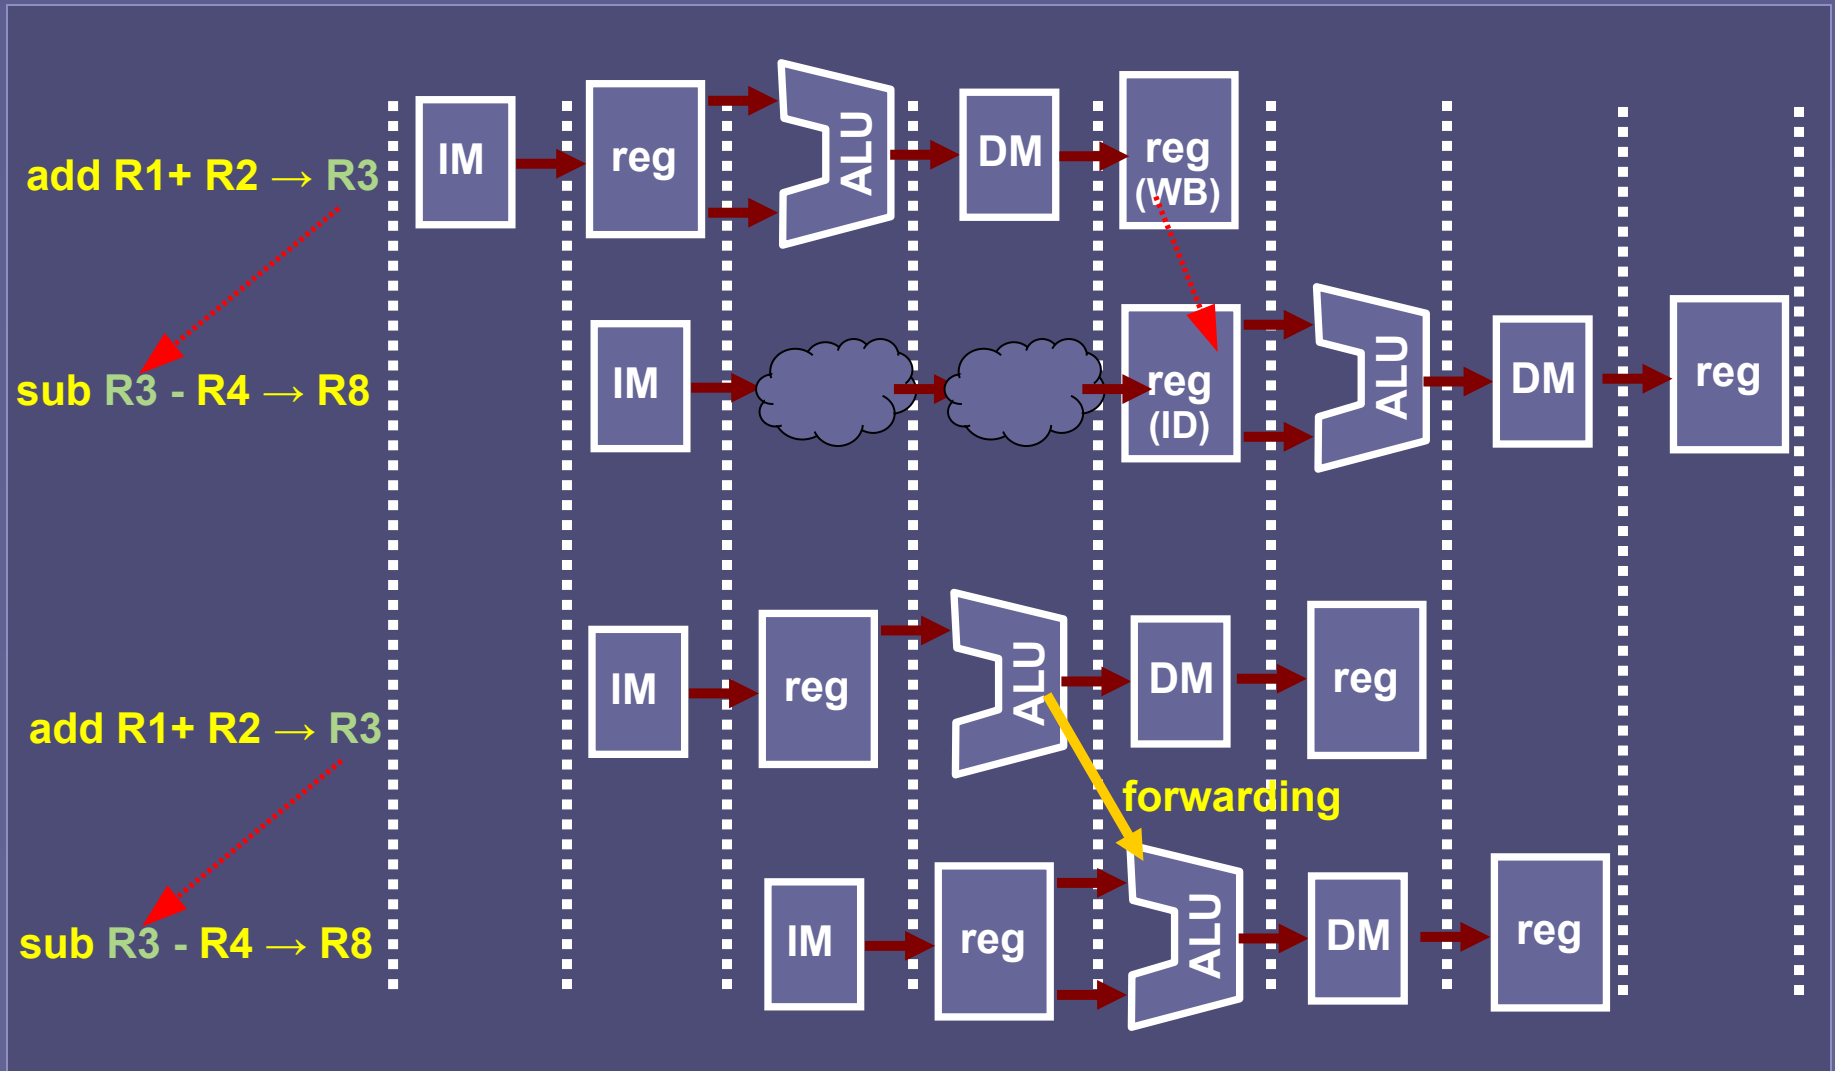 add R1+ R2 → R3
IM
reg
ALU
DM
reg
(WB)
sub R3 - R4 → R8
IM
reg
(ID)
ALU
DM
reg
add R1+ R2 → R3
IM
reg
ALU
DM
reg
forwarding
sub R3 - R4 → R8
IM
reg
ALU
DM
reg